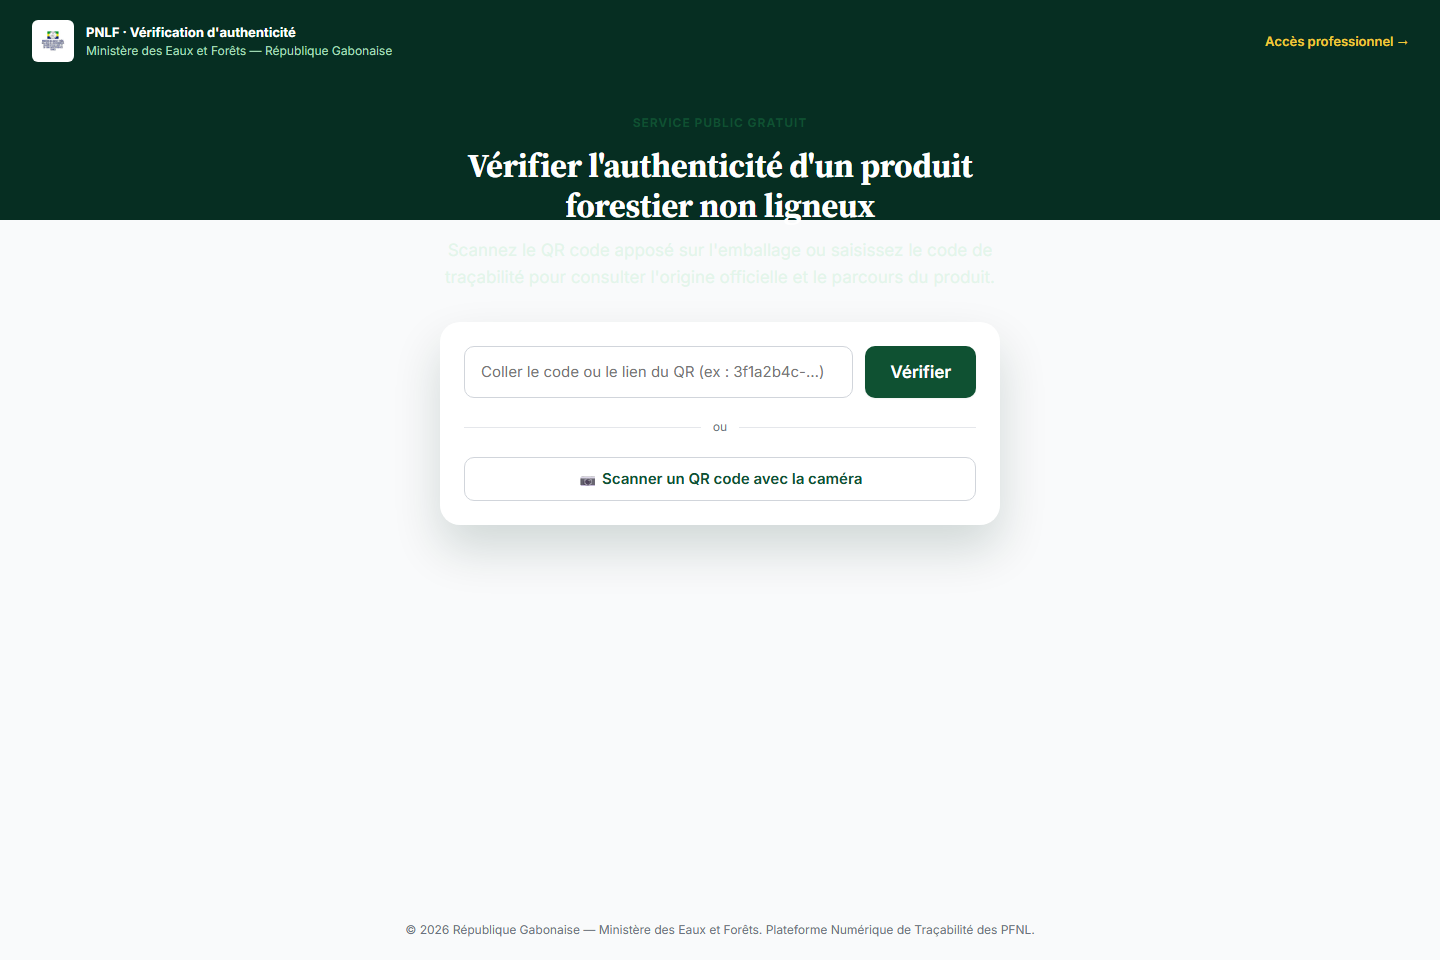 PNLF · Vérification d'authenticité
Ministère des Eaux et Forêts — République Gabonaise
Accès professionnel →
SERVICE PUBLIC GRATUIT
Vérifier l'authenticité d'un produit
forestier non ligneux
Scannez le QR code apposé sur l'emballage ou saisissez le code de
traçabilité pour consulter l'origine officielle et le parcours du produit.
Coller le code ou le lien du QR (ex : 3f1a2b4c-...)
Vérifier
ou
Scanner un QR code avec la caméra
© 2026 République Gabonaise — Ministère des Eaux et Forêts. Plateforme Numérique de Traçabilité des PFNL.